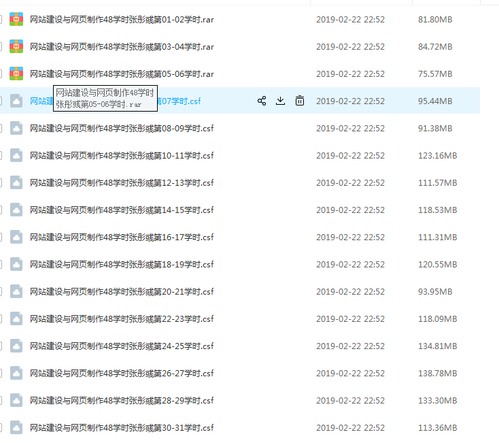 网站建设与网页制作48学时张彤彧第01-02学时.rar 2019-02-22 22:52 81.80MB
网站建设与网页制作48学时张彤彧第03-04学时.rar 2019-02-22 22:52 84.72MB
网站建设与网页制作48学时张彤彧第05-06学时.rar 2019-02-22 22:52 75.57MB
网站建设与网页制作48学时
张彤彧第05-06学时.rar
网站建 第07学时.csf 2019-02-22 22:52 95.44MB
网站建设与网页制作48学时张彤彧第08-09学时.csf 2019-02-22 22:52 91.38MB
网站建设与网页制作48学时张彤彧第10-11学时.csf 2019-02-22 22:52 123.16MB
网站建设与网页制作48学时张彤彧第12-13学时.csf 2019-02-22 22:52 111.57MB
网站建设与网页制作48学时张彤彧第14-15学时.csf 2019-02-22 22:52 118.53MB
网站建设与网页制作48学时张彤彧第16-17学时.csf 2019-02-22 22:52 111.31MB
网站建设与网页制作48学时张彤彧第18-19学时.csf 2019-02-22 22:52 120.55MB
网站建设与网页制作48学时张彤彧第20-21学时.csf 2019-02-22 22:52 93.95MB
网站建设与网页制作48学时张彤彧第22-23学时.csf 2019-02-22 22:52 118.09MB
网站建设与网页制作48学时张彤彧第24-25学时.csf 2019-02-22 22:52 134.81MB
网站建设与网页制作48学时张彤彧第26-27学时.csf 2019-02-22 22:52 138.78MB
网站建设与网页制作48学时张彤彧第28-29学时.csf 2019-02-22 22:52 133.30MB
网站建设与网页制作48学时张彤彧第30-31学时.csf 2019-02-22 22:52 113.36MB